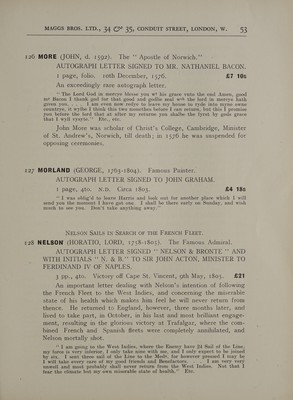 MAGGS BROS. LTD., 34 & 35, CONDUIT STREET, LONDON, W. 53
126 MORE (JOHN, d. 1592). The "Apostle of Norwich."
AUTOGRAPH LETTER SIGNED TO MR. NATHANIEL BACON.
1 page, folio. 10th December, 1576. £7 10s
An exceedingly rare autograph letter.
"The Lord God in mercye blesse you wt his grace unto the end Amen, good
mr Bacon I thank god for that good and godlie and wch the lord in mercye hath
given you. . . . I am even now redye to leave my house to ryde into myne owne
countrye, it wylbe I think this two monethes before I can returne, but this I promise
you before the lord that at after my returne you shalbe the fyrst by gods grace
that I wyll vysyte." Etc., etc.
John More was scholar of Christ's College, Cambridge, Minister
of St. Andrew's, Norwich, till death; in 1576 he was suspended for
opposing ceremonies.
127 MORLAND (GEORGE, 1763-1804). Famous Painter.
AUTOGRAPH LETTER SIGNED TO JOHN GRAHAM.
1 page, 4to. N.D. Circa 1803. £4 18s
"I was oblig'd to leave Harris and look out for another place which I will
send you the moment I have got one. I shall be there early on Sunday, and wish
much to see you. Don't take anything away."
NELSON SAILS IN SEARCH OF THE FRENCH FLEET.
128 NELSON (HORATIO, LORD, 1758-1805). The Famous Admiral.
AUTOGRAPH LETTER SIGNED "NELSON & BRONTE" AND
WITH INITIALS "N. & B." TO SIR JOHN ACTON, MINISTER TO
FERDINAND IV OF NAPLES.
3 pp., 4to. Victory off Cape St. Vincent, 9th May, 1805. £21
An important letter dealing with Nelson's intention of following
the French Fleet to the West Indies, and concerning the miserable
state of his health which makes him feel he will never return from
thence. He returned to England, however, three months later, and
lived to take part, in October, in his last and most brilliant engage-
ment, resulting in the glorious victory at Trafalgar, where the com-
bined French and Spanish fleets were completely annihilated, and
Nelson mortally shot.
"I am going to the West Indies, where the Enemy have 24 Sail of the Line,
my force is very inferior. I only take nine with me, and I only expect to be joined
by six. I sent three sail of the Line to the Medn. for however pressed I may be
I will take every care of my good friends and Benefactors. . . . I am very very
unwell and most probably shall never return from the West Indies. Not that I
fear the climate but my own miserable state of health." Etc.